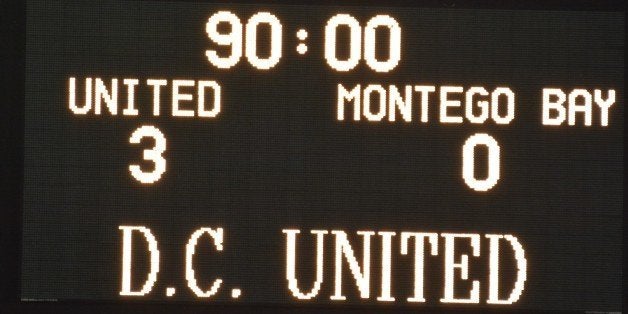 90:00
UNITED MONTEGO BAY
3 0
D.C. UNITED